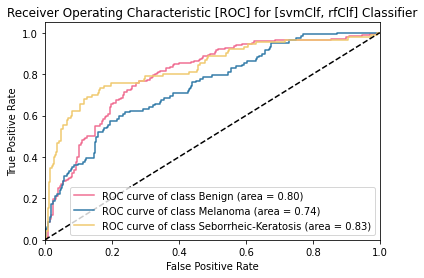 Receiver Operating Characteristic [ROC] for [svmClf, rfClf] Classifier
True Positive Rate
1.0
0.8
0.6
0.4
0.2
0.0
ROC curve of class Benign (area = 0.80)
ROC curve of class Melanoma (area = 0.74)
ROC curve of class Seborrheic-Keratosis (area = 0.83)
0.0 0.2 0.4 0.6 0.8 1.0
False Positive Rate